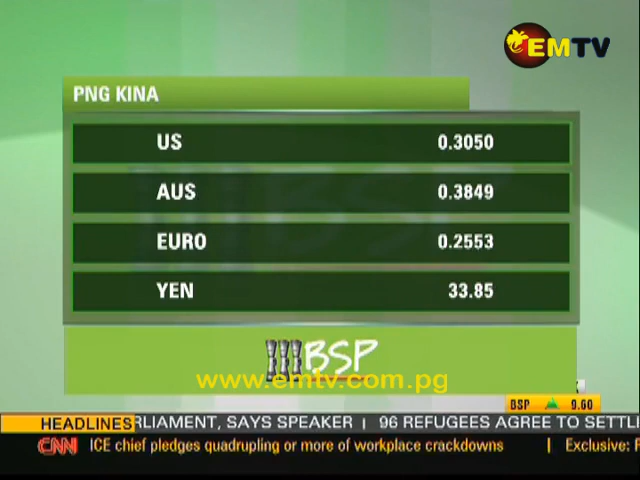 EMTV
PNG KINA
US 0.3050
AUS 0.3849
EURO 0.2553
YEN 33.85
BSP
www.emtv.com.pg
BSP 9.60
HEADLINES RLIAMENT, SAYS SPEAKER | 96 REFUGEES AGREE TO SETTL
CNN ICE chief pledges quadrupling or more of workplace crackdowns | Exclusive: